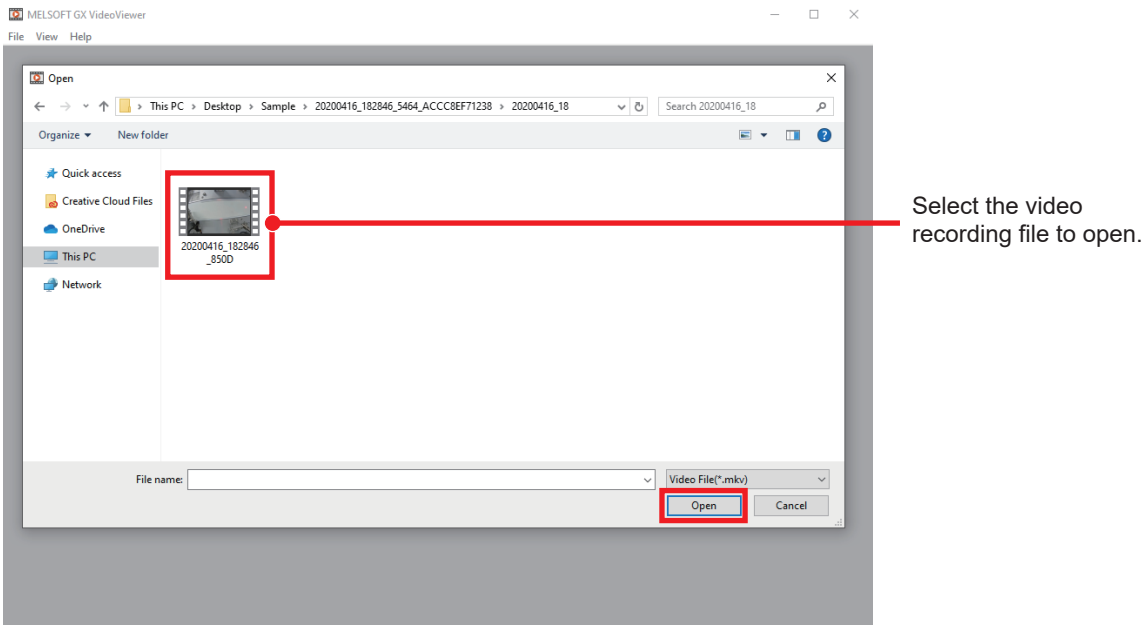 MELSOFT GX VideoViewer
File View Help
Open
This PC > Desktop > Sample > 20200416_182846_5464_ACCC8EF71238 > 20200416_18
Search 20200416_18
Organize New folder
Quick access
Creative Cloud Files
OneDrive
This PC
Network
20200416_182846
_850D
Select the video
recording file to open.
File name:
Video File(*.mkv)
Open Cancel